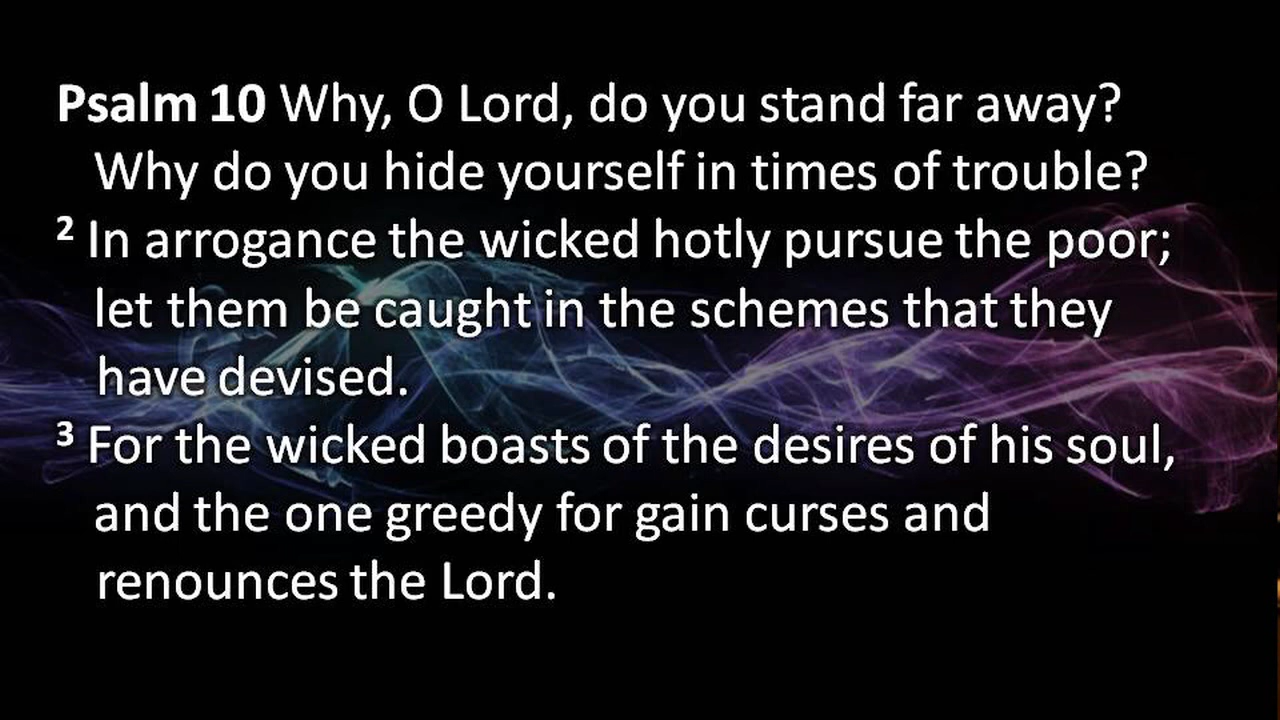 Psalm 10 Why, O Lord, do you stand far away?
Why do you hide yourself in times of trouble?
² In arrogance the wicked hotly pursue the poor;
let them be caught in the schemes that they
have devised.
³ For the wicked boasts of the desires of his soul,
and the one greedy for gain curses and
renounces the Lord.